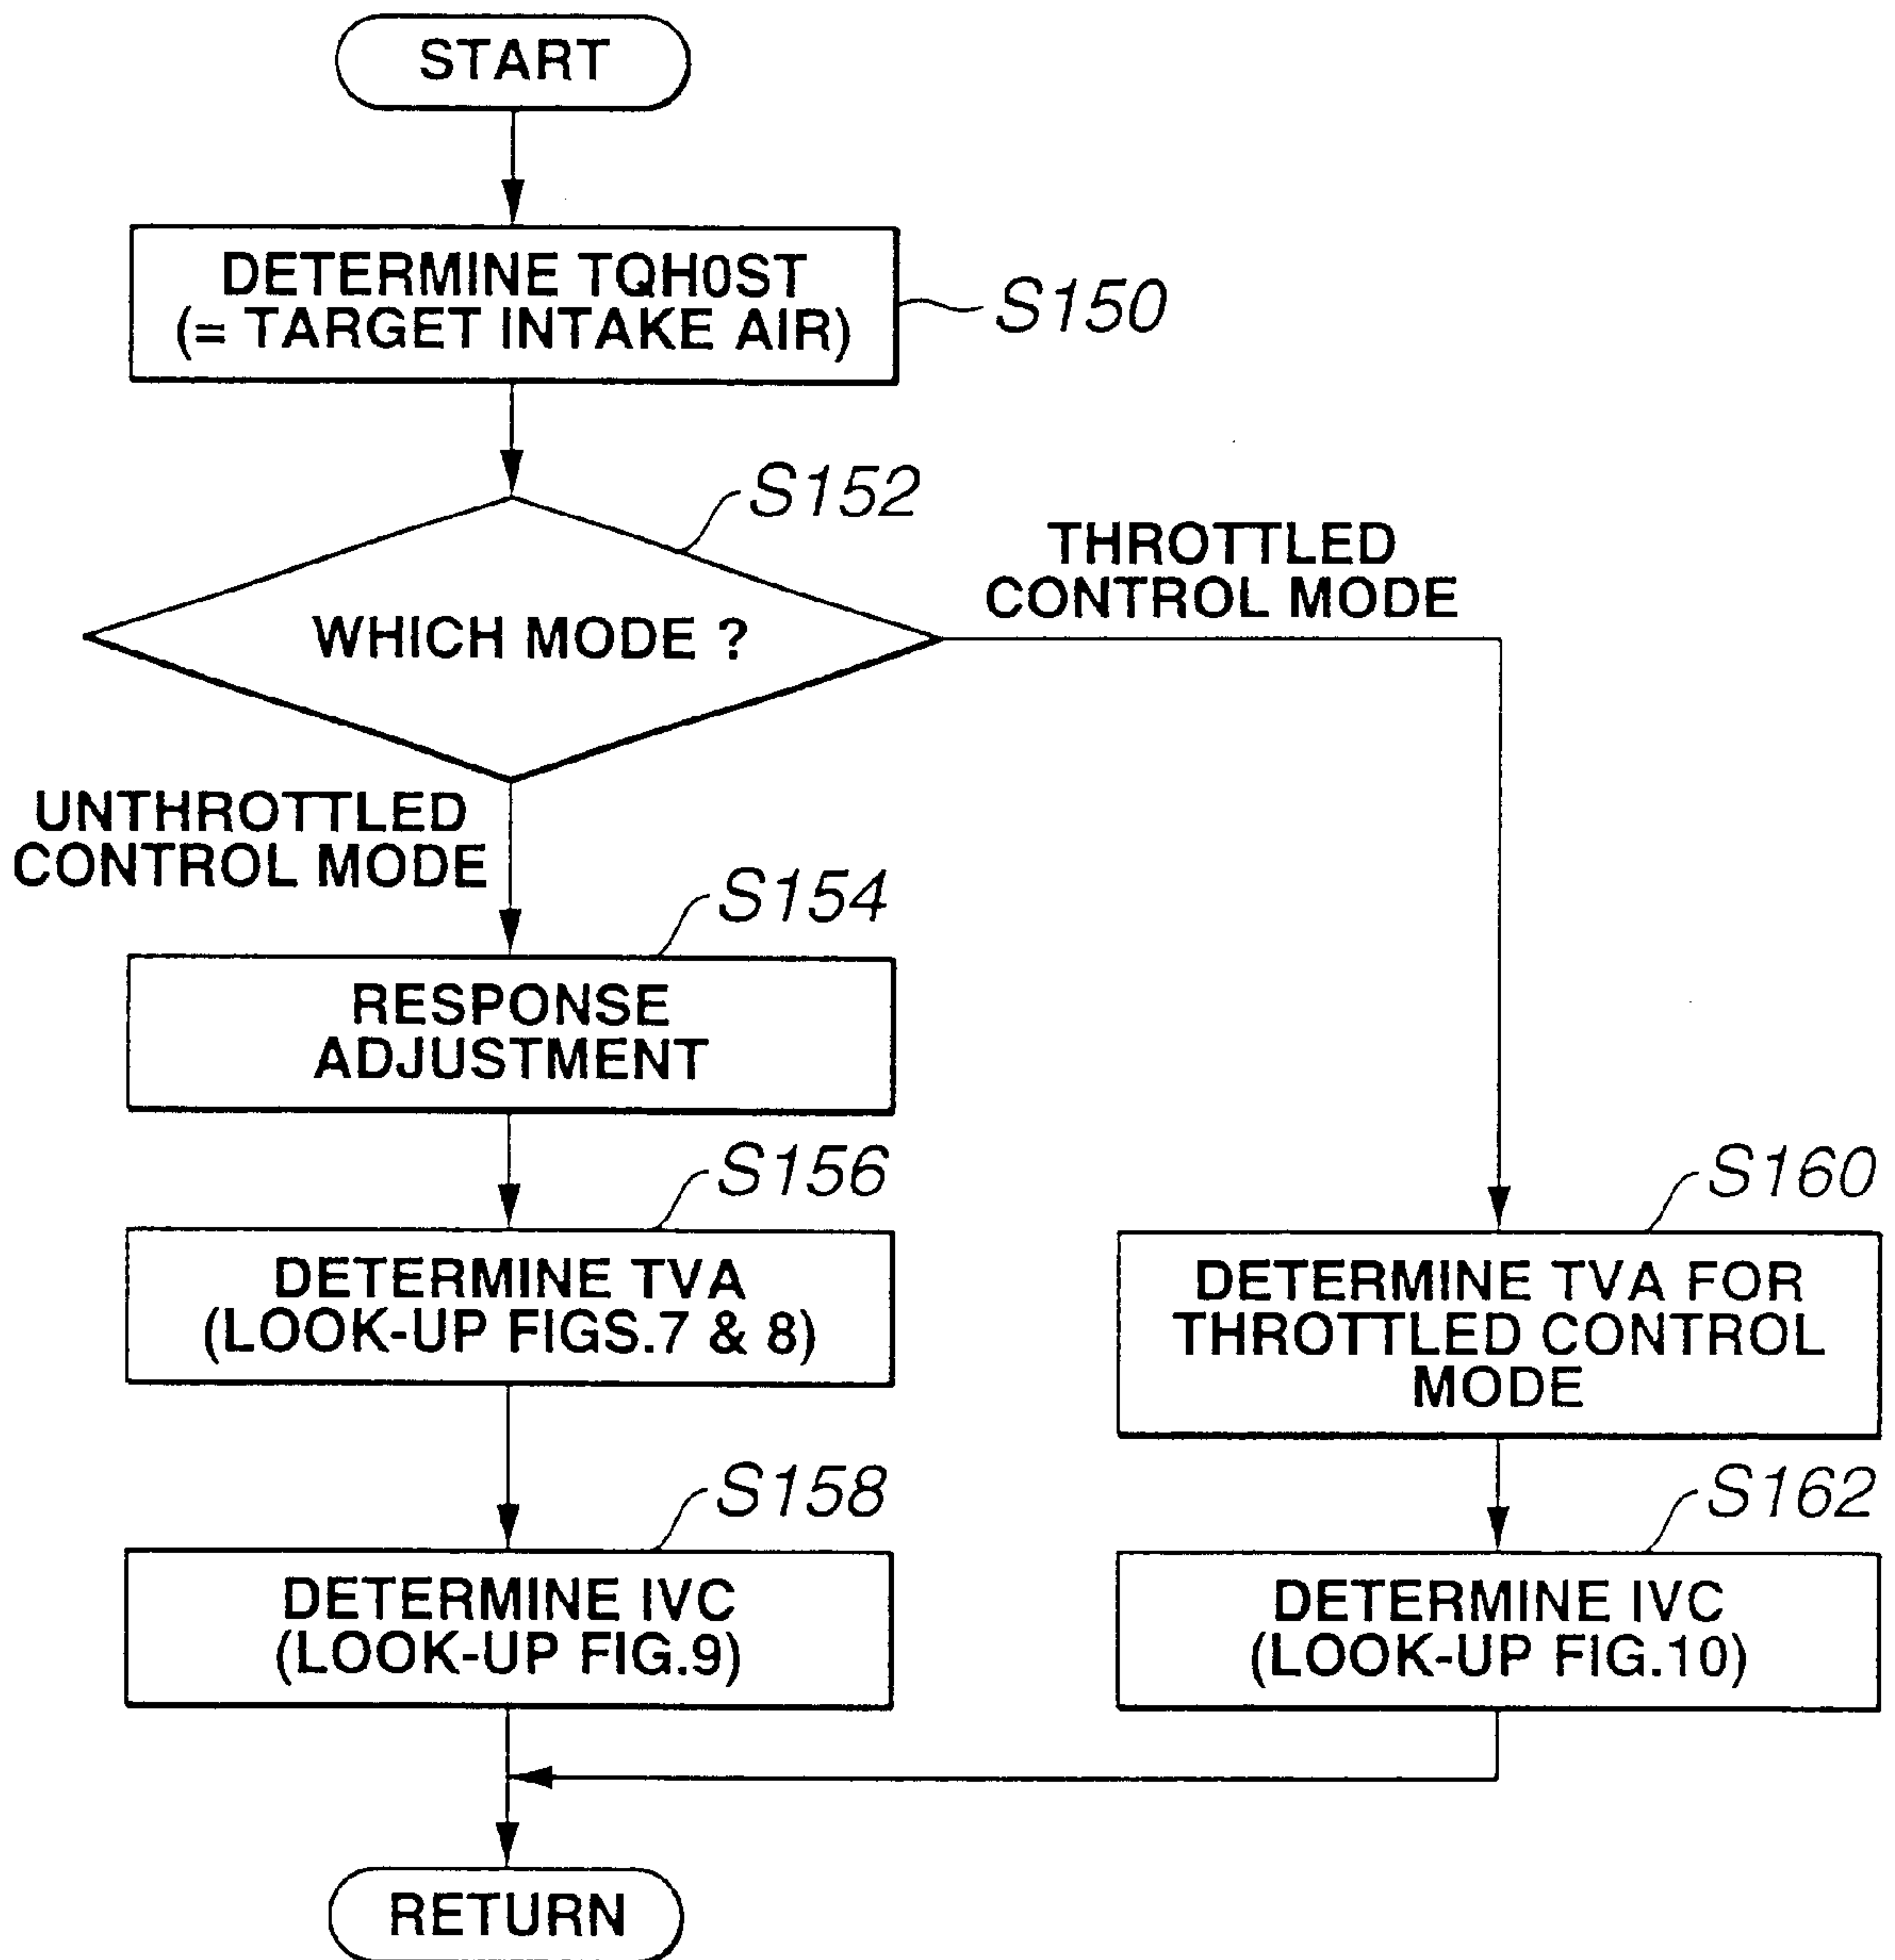 START
DETERMINE TQH0ST
(= TARGET INTAKE AIR)
S150
S152
WHICH MODE ?
THROTTLED
CONTROL MODE
UNTHROTTLED
CONTROL MODE
S154
RESPONSE
ADJUSTMENT
S156
DETERMINE TVA
(LOOK-UP FIGS.7 & 8)
S158
DETERMINE IVC
(LOOK-UP FIG.9)
S160
DETERMINE TVA FOR
THROTTLED CONTROL
MODE
S162
DETERMINE IVC
(LOOK-UP FIG.10)
RETURN